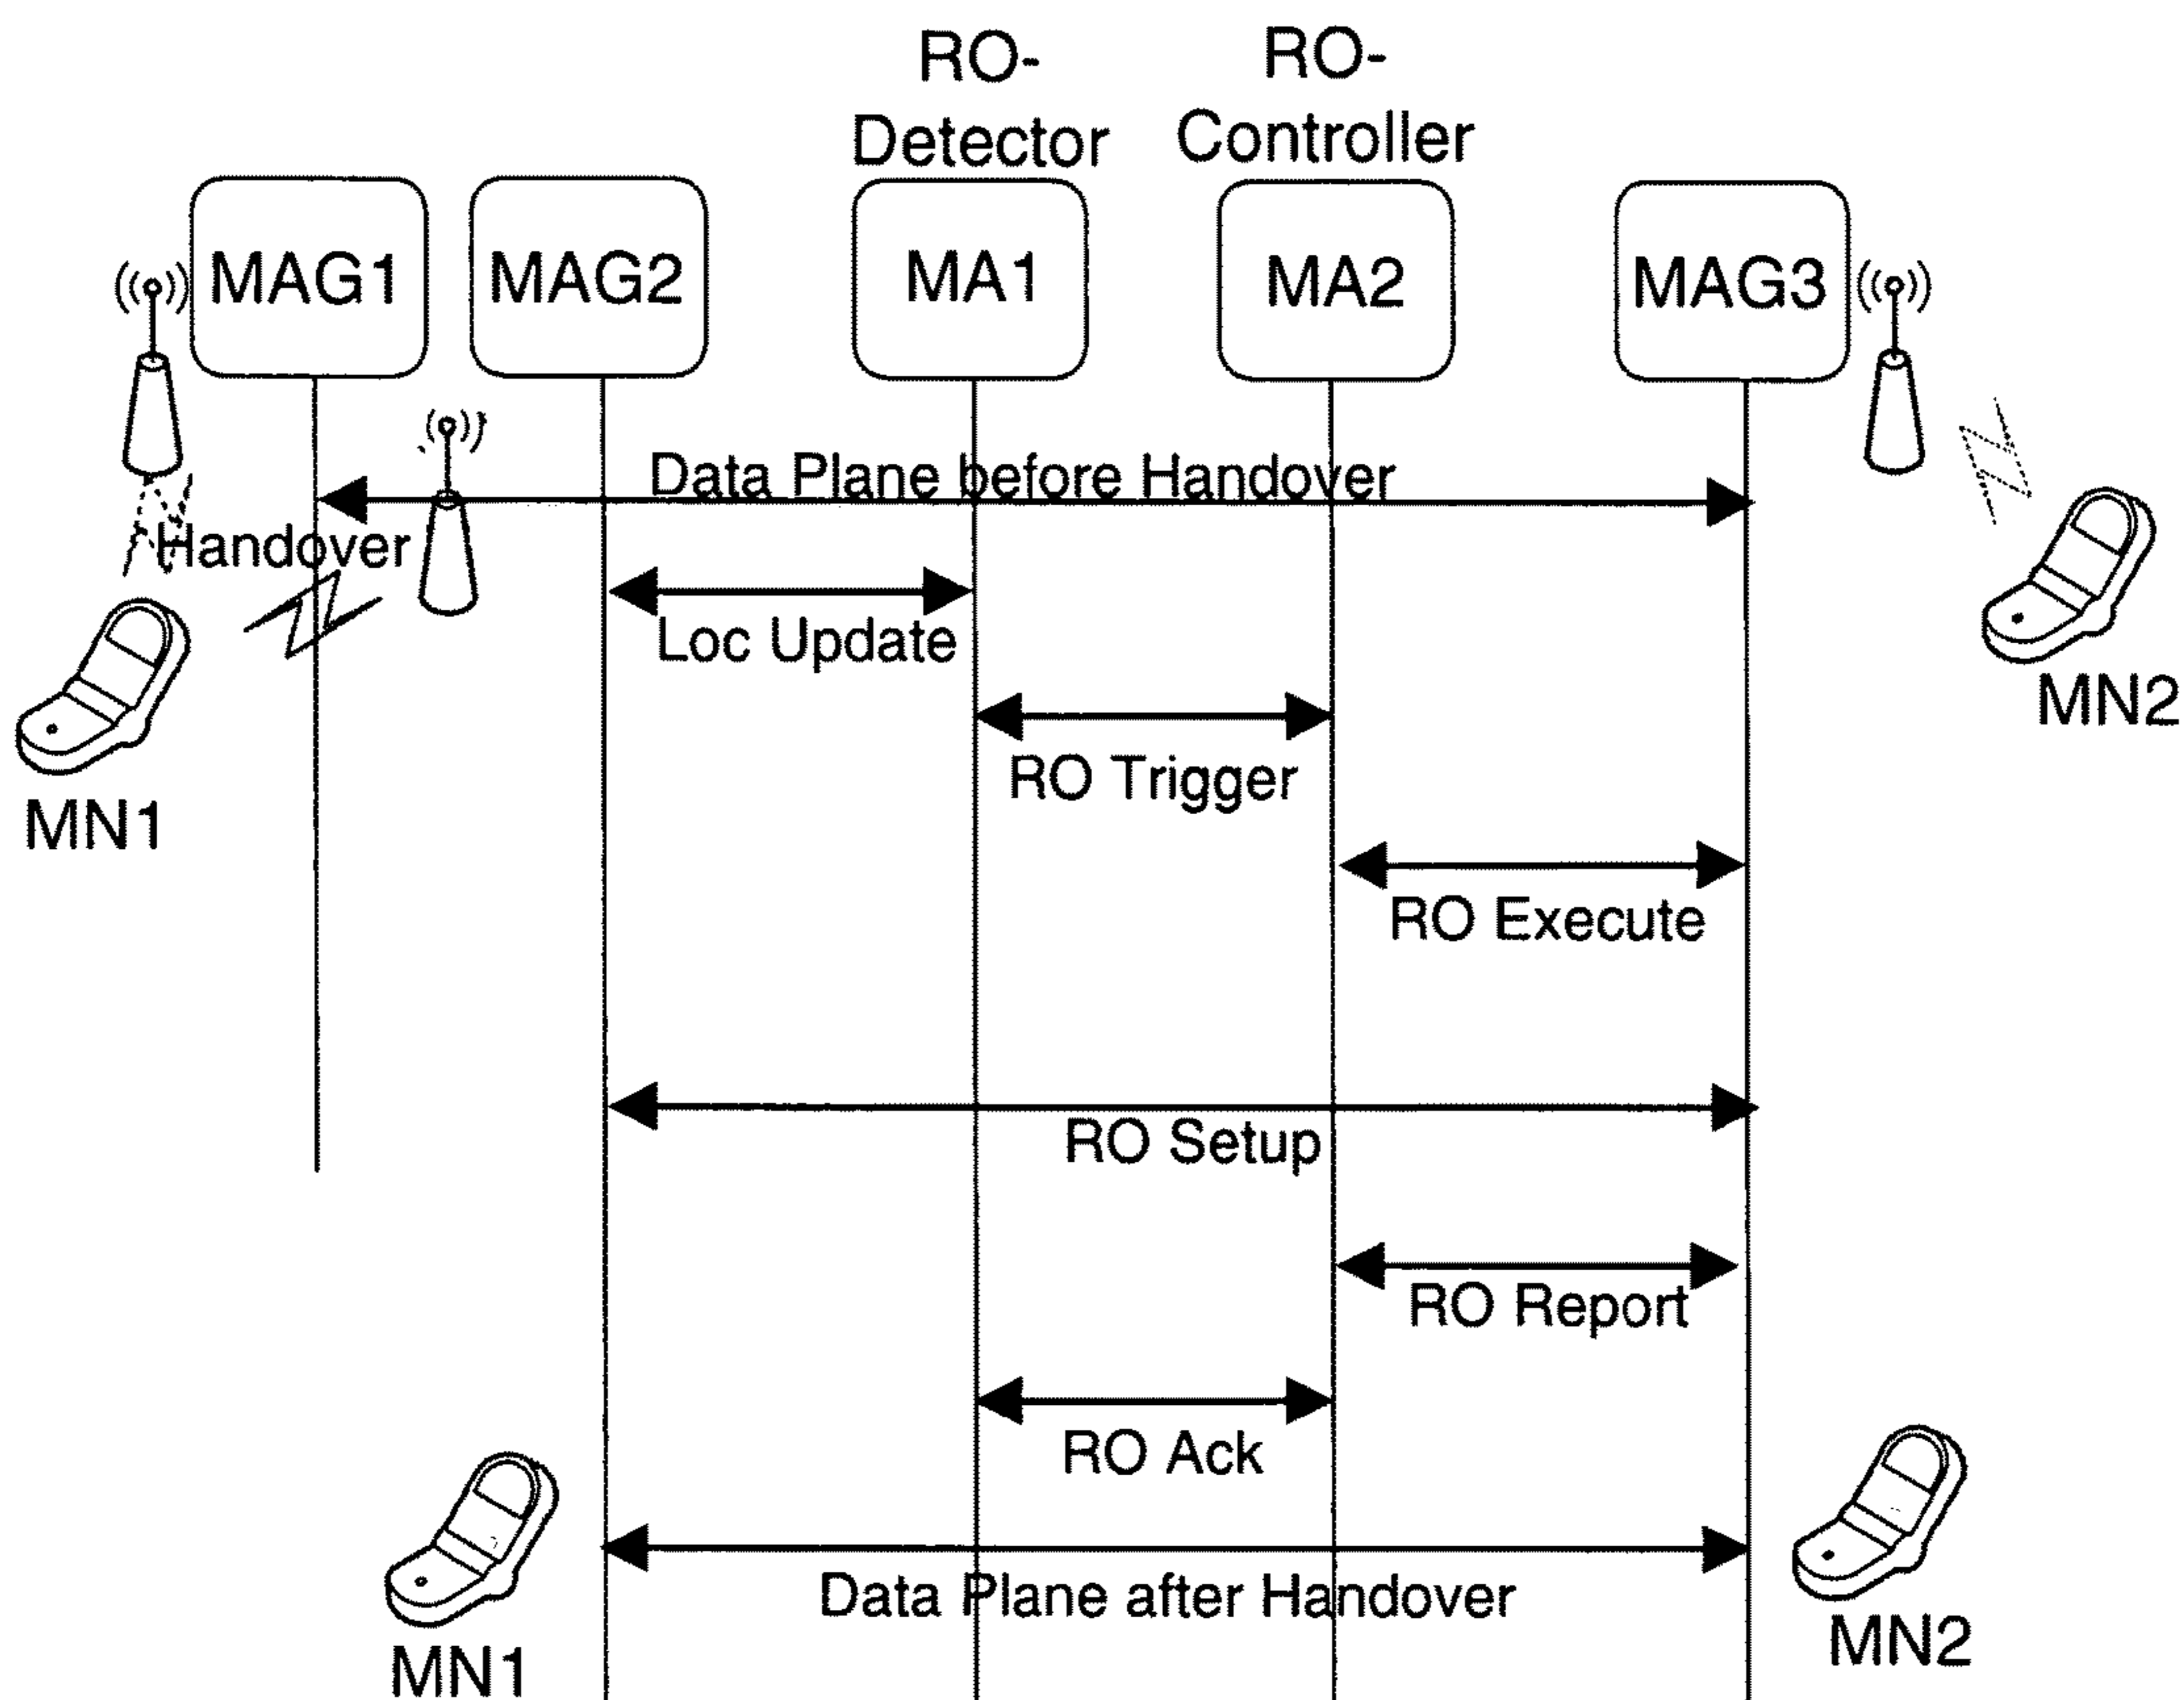 RO-
Detector
RO-
Controller
MAG1
MAG2
MA1
MA2
MAG3
Data Plane before Handover
Handover
Loc Update
MN2
RO Trigger
MN1
RO Execute
RO Setup
RO Report
RO Ack
Data Plane after Handover
MN1
MN2